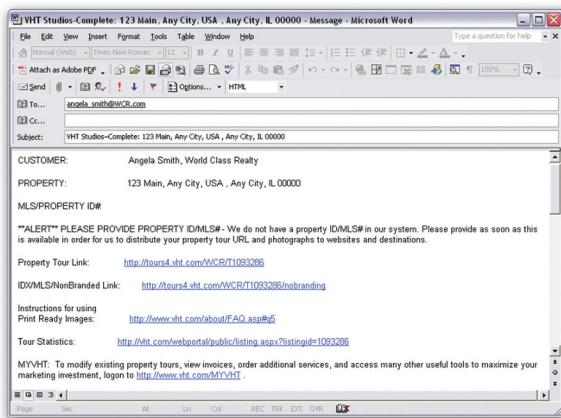 VHT Studios-Complete: 123 Main, Any City, USA , Any City, IL 00000 - Message - Microsoft Word
File Edit View Insert Format Tools Table Window Help Type a question for help
Normal (Web) Times New Roman 12 B I U
Attach as Adobe PDF 100%
Send Options... HTML
To... angela_smith@WCR.com
Cc...
Subject: VHT Studios-Complete: 123 Main, Any City, USA , Any City, IL 00000
CUSTOMER: Angela Smith, World Class Realty
PROPERTY: 123 Main, Any City, USA , Any City, IL 00000
MLS/PROPERTY ID#:
**ALERT** PLEASE PROVIDE PROPERTY ID/MLS# - We do not have a property ID/MLS# in our system. Please provide as soon as this
is available in order for us to distribute your property tour URL and photographs to websites and destinations.
Property Tour Link: http://tours4.vht.com/WCR/T1093286
IDX/MLS/NonBranded Link: http://tours4.vht.com/WCR/T1093286/nobranding
Instructions for using
Print Ready Images: http://www.vht.com/about/FAQ.asp#q5
Tour Statistics: http://vht.com/webportal/public/listing.aspx?listingid=1093286
MYVHT: To modify existing property tours, view invoices, order additional services, and access many other useful tools to maximize your
marketing investment, logon to http://www.vht.com/MYVHT .
Page Sec At Ln Col REC TRK EXT OVR